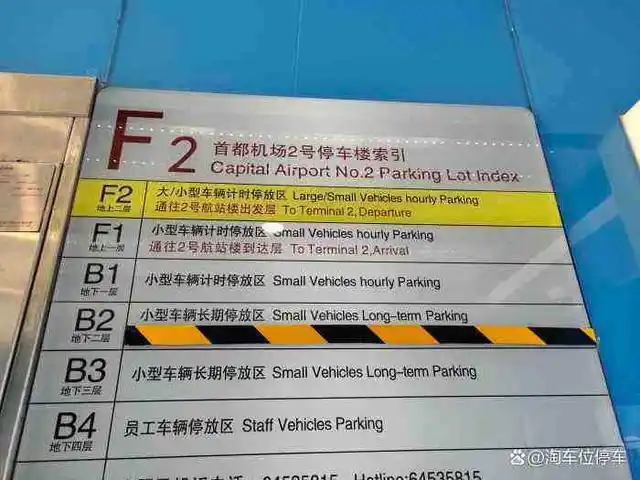 F2 首都机场2号停车楼索引
Capital Airport No.2 Parking Lot Index
F2 大/小型车辆计时停放区 Large/Small Vehicles hourly Parking
地上二层 通往2号航站楼出发层 To Terminal 2,Departure
F1 小型车辆计时停放区 Small Vehicles hourly Parking
地上一层 通往2号航站楼到达层 To Terminal 2,Arrival
B1 小型车辆计时停放区 Small Vehicles hourly Parking
地下一层
B2 小型车辆长期停放区 Small Vehicles Long-term Parking
地下二层
B3 小型车辆长期停放区 Small Vehicles Long-term Parking
地下三层
B4 员工车辆停放区 Staff Vehicles Parking
地下四层
64535815 Hotline:64535815
@淘车位停车